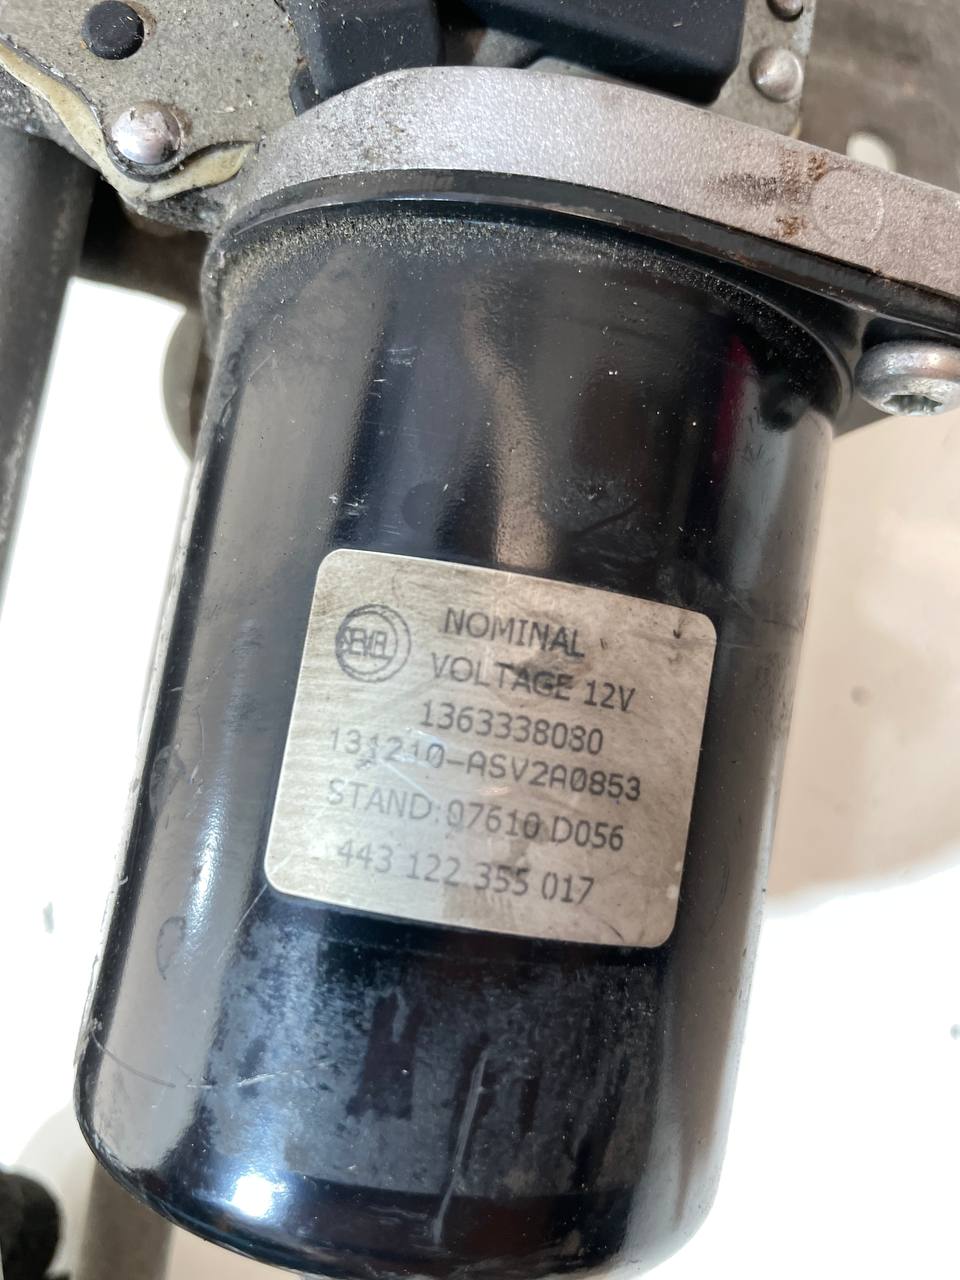 SEVEL
NOMINAL
VOLTAGE 12V
1363338080
131210-ASV2A0853
STAND:07610 D056
443 122 355 017